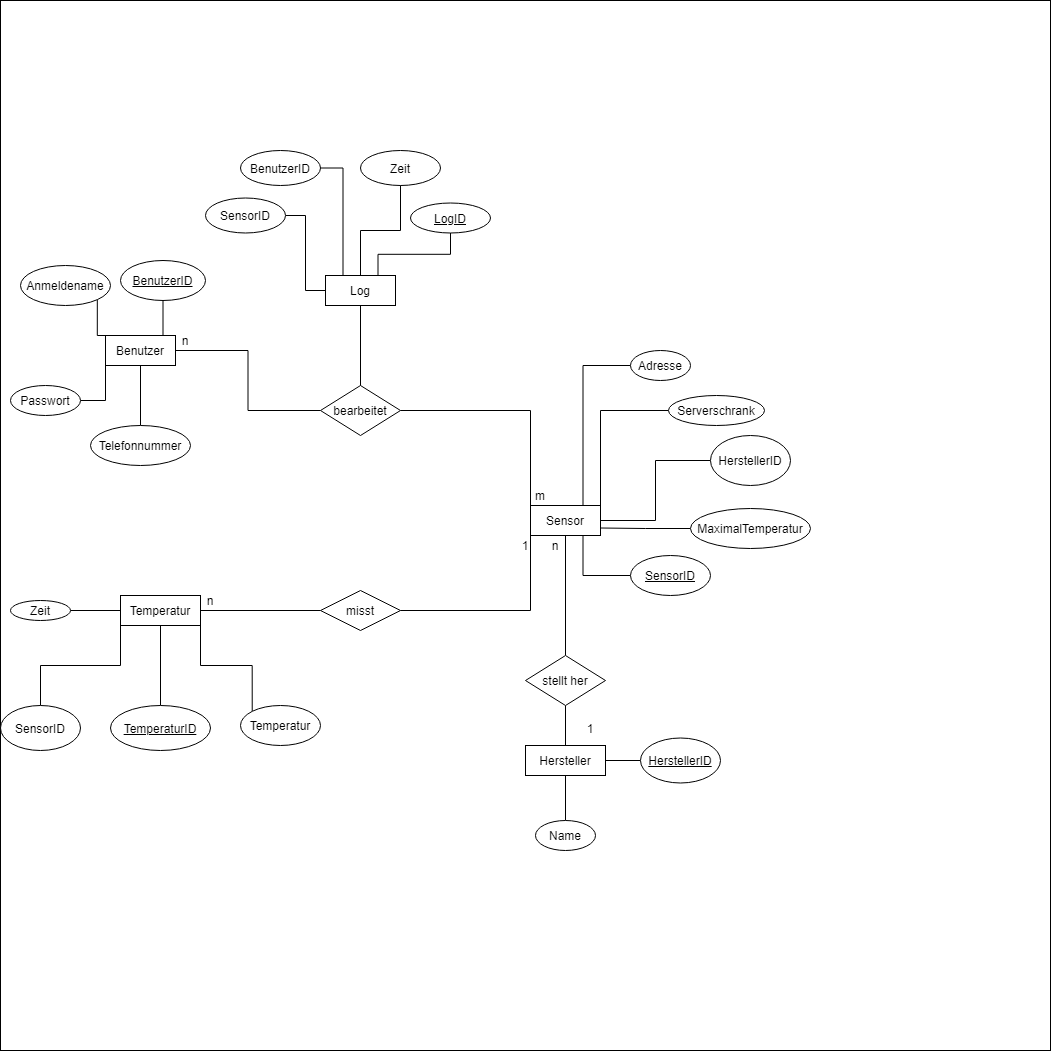 BenutzerID
Zeit
SensorID
LogID
Anmeldename
BenutzerID
Log
Benutzer
n
Passwort
Telefonnummer
bearbeitet
Adresse
Serverschrank
HerstellerID
m
Sensor
MaximalTemperatur
1
n
SensorID
Zeit
Temperatur
n
misst
SensorID
TemperaturID
Temperatur
stellt her
1
Hersteller
HerstellerID
Name